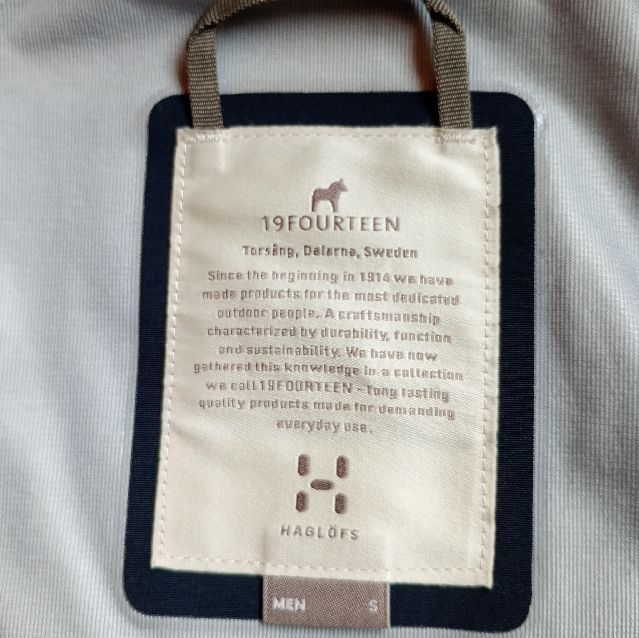 19FOURTEEN
Torsång, Dalarna, Sweden
Since the beginning in 1914 we have
made products for the most dedicated
outdoor people. A craftsmanship
characterized by durability, function
and sustainability. We have now
gathered this knowledge in a collection
we call 19FOURTEEN - long lasting
quality products made for demanding
everyday use.
HAGLÖFS
MEN S